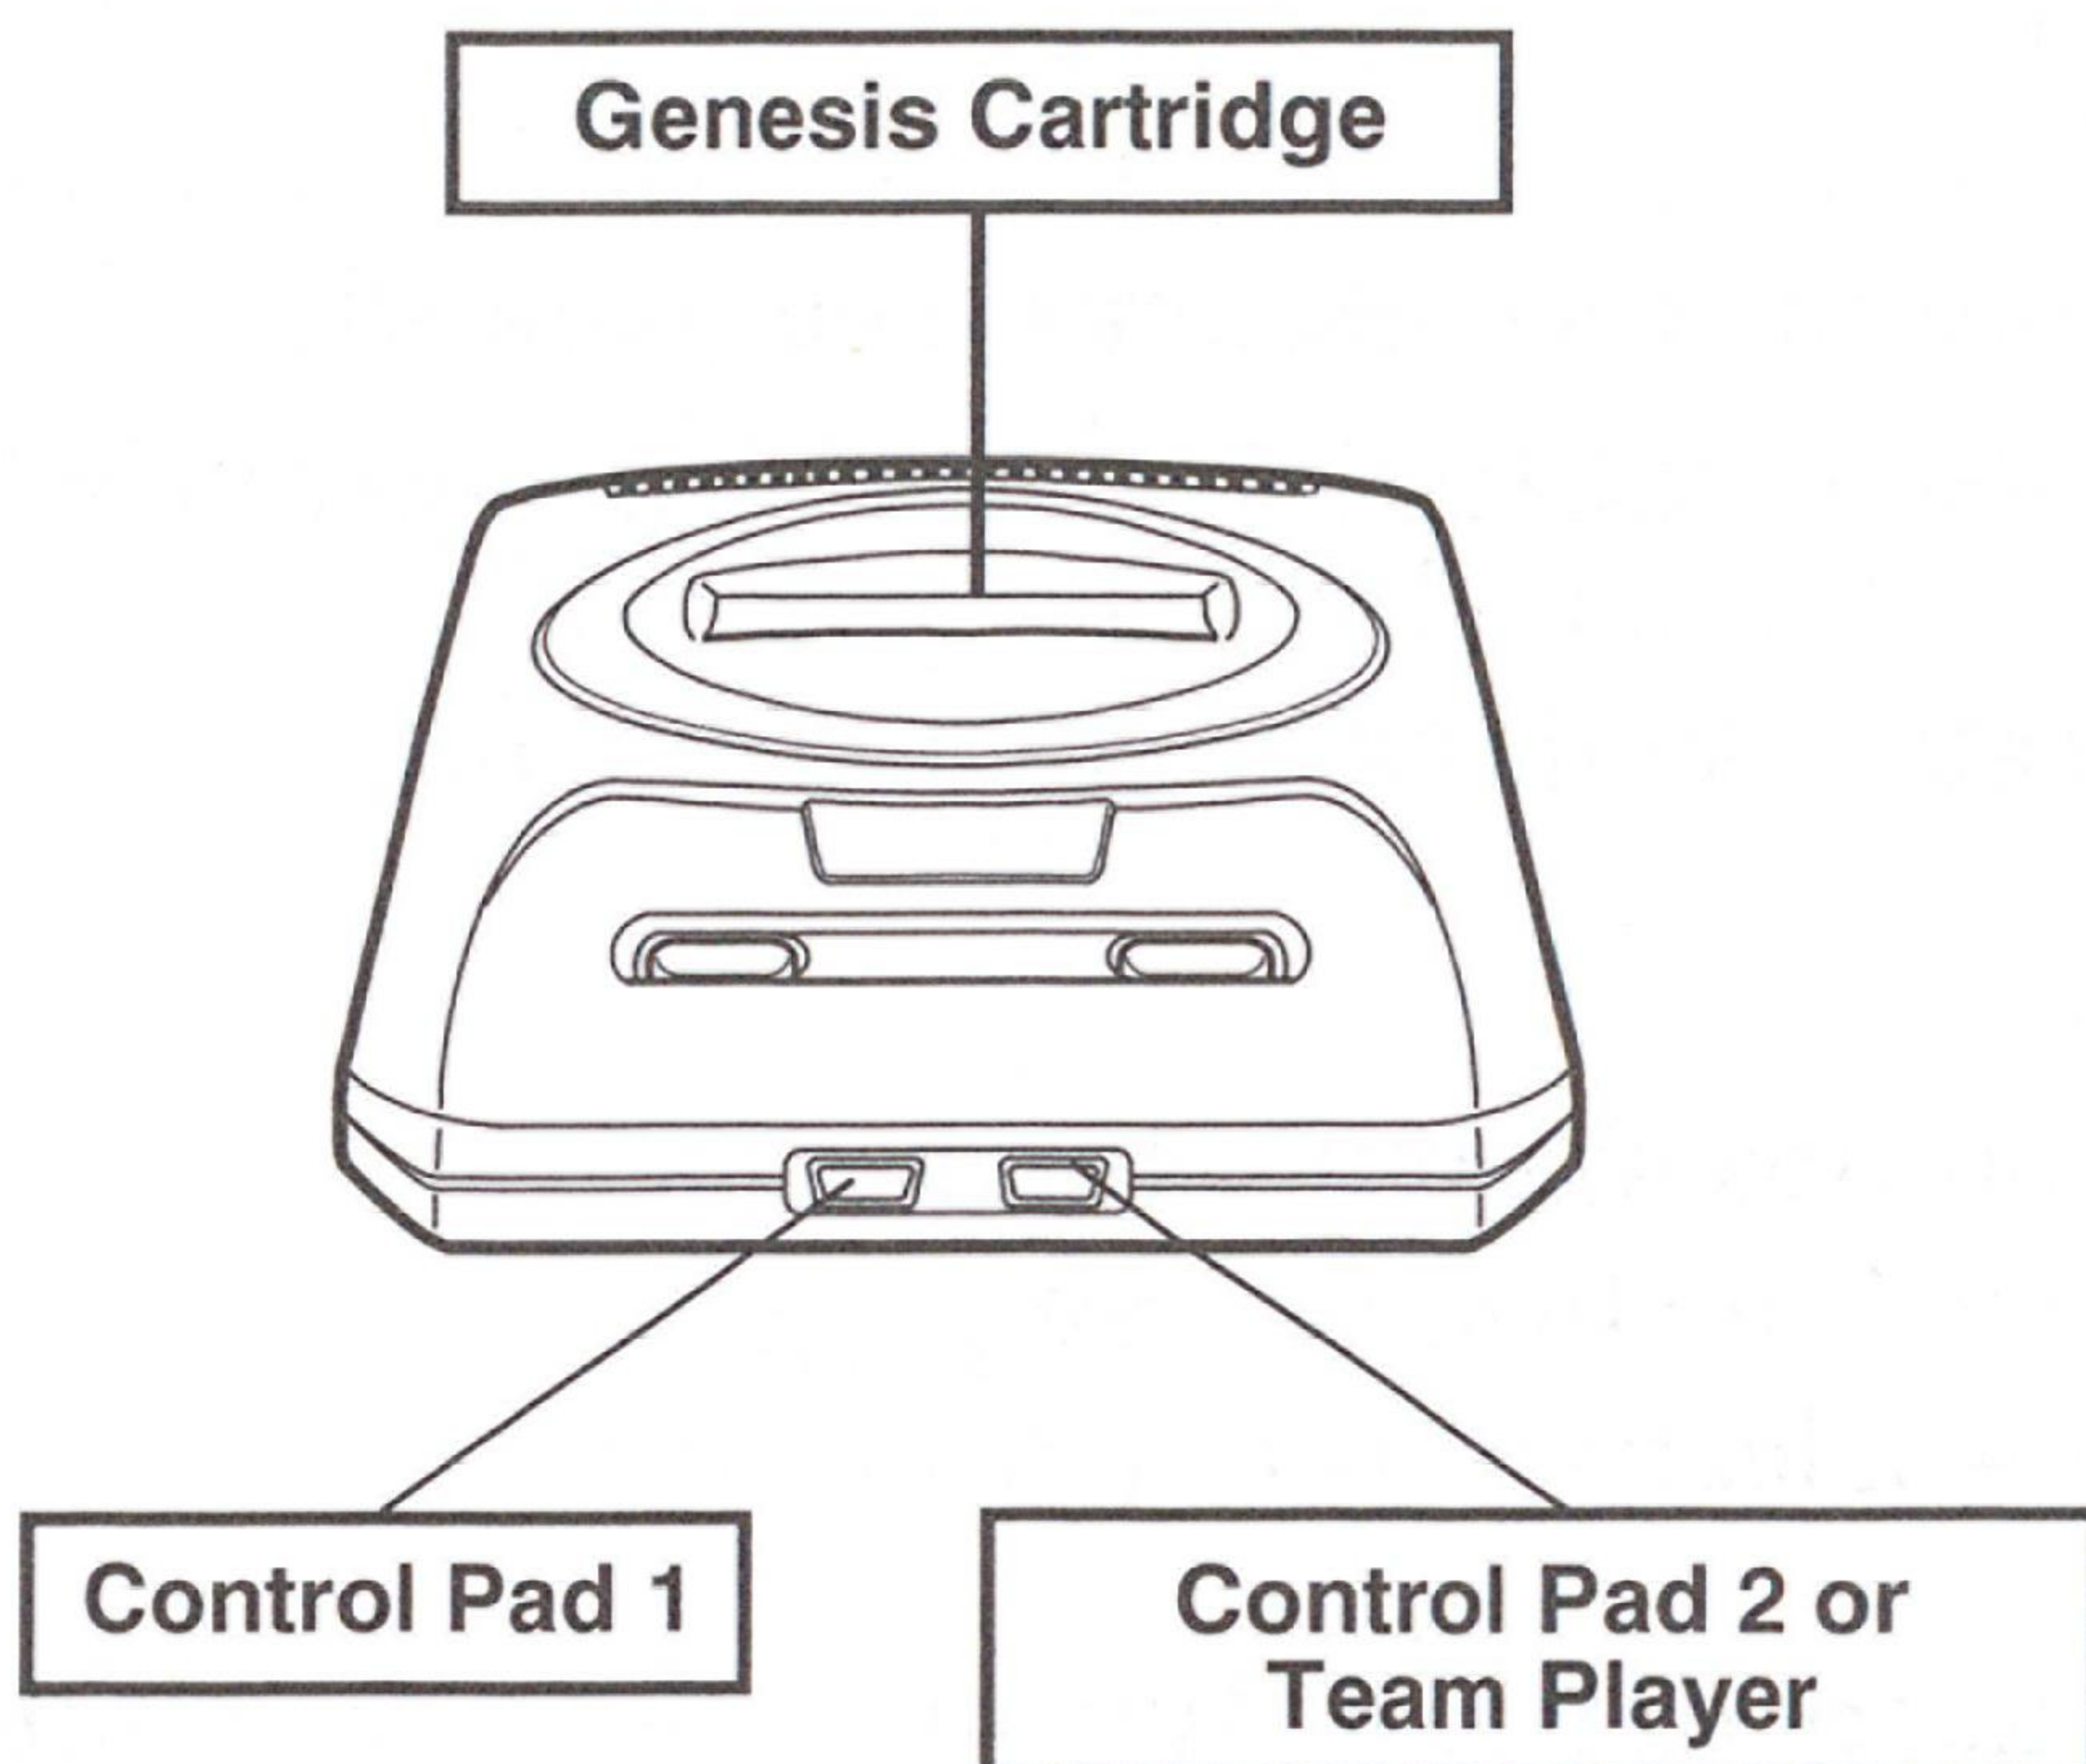 Genesis Cartridge
Control Pad 1
Control Pad 2 or
Team Player